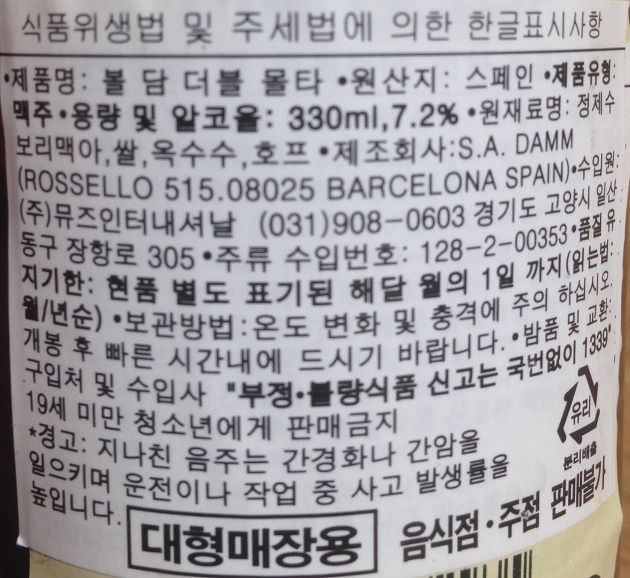 식품위생법 및 주세법에 의한 한글표시사항
•제품명: 볼 담 더블 몰타 •원산지: 스페인 •제품유형:
맥주 •용량 및 알코올: 330ml,7.2% •원재료명: 정제수
보리맥아,쌀,옥수수,호프 •제조회사:S.A. DAMM
(ROSSELLO 515.08025 BARCELONA SPAIN)•수입원:
(주)뮤즈인터내셔날 (031)908-0603 경기도 고양시 일산
동구 장항로 305 •주류 수입번호: 128-2-00353 •품질유
지기한: 현품 별도 표기된 해달 월의 1일 까지(읽는법:
월/년순) •보관방법:온도 변화 및 충격에 주의 하십시오.
개봉 후 빠른 시간내에 드시기 바랍니다. •반품 및 교환:
구입처 및 수입사 "부정•불량식품 신고는 국번없이 1339"
19세 미만 청소년에게 판매금지
*경고: 지나친 음주는 간경화나 간암을
일으키며 운전이나 작업 중 사고 발생률을
높입니다.
유리
분리배출
대형매장용
음식점•주점 판매불가